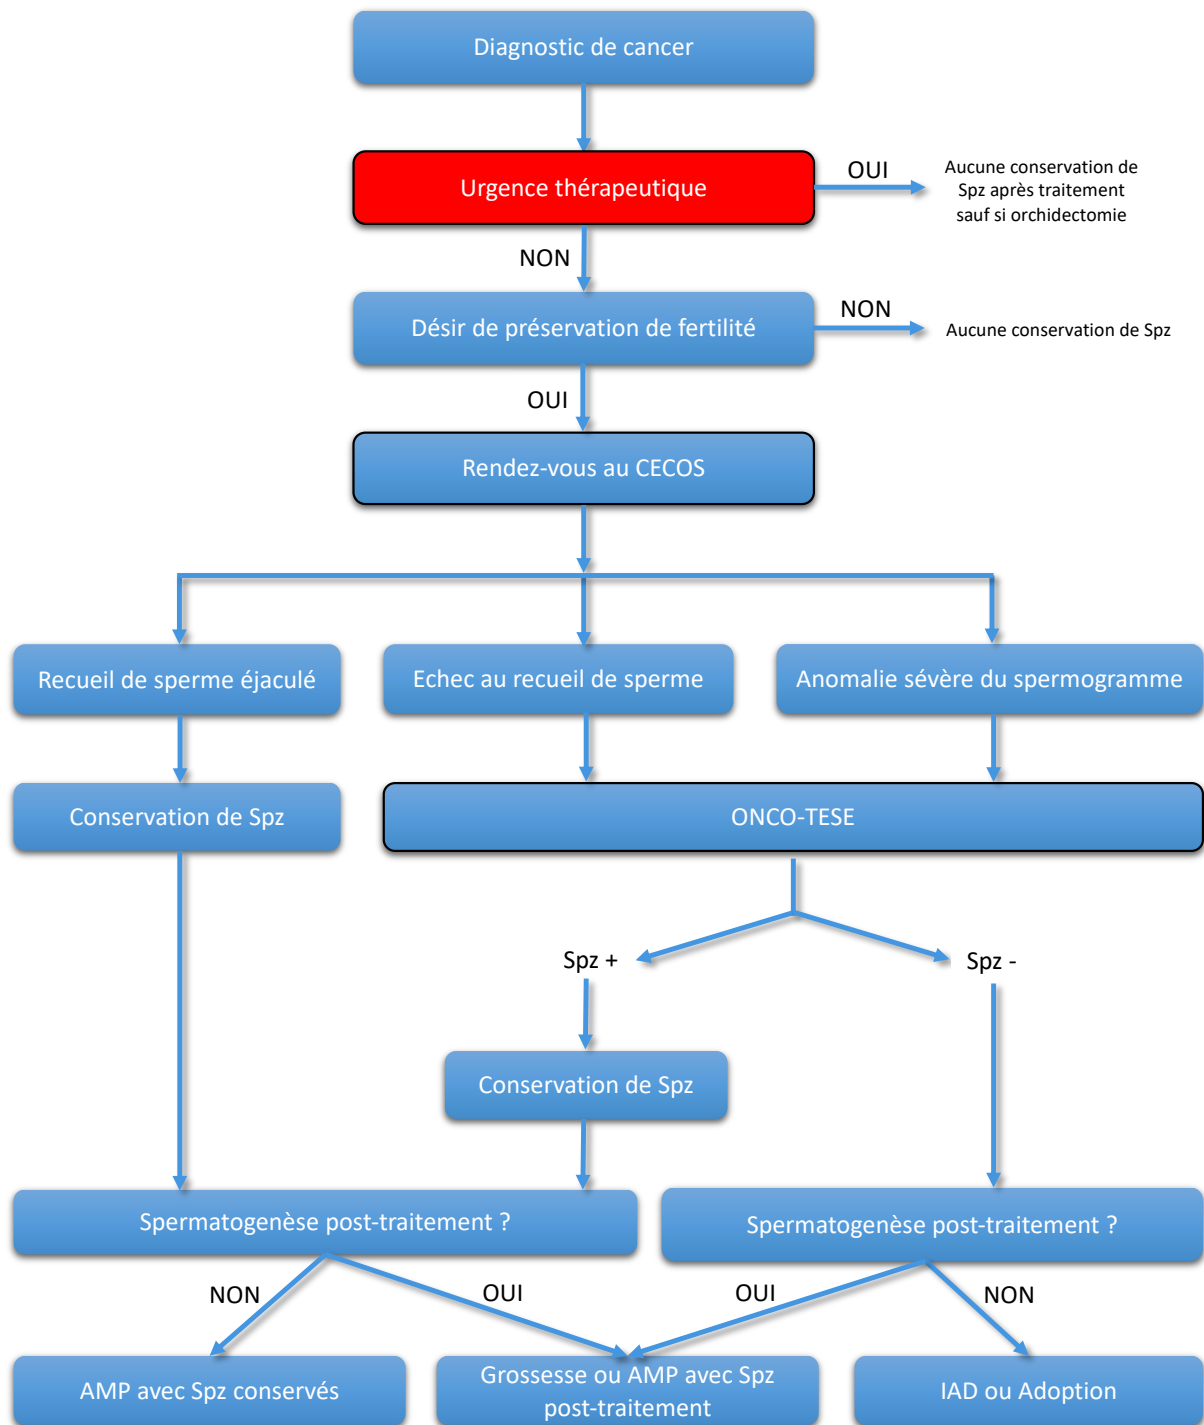 Diagnostic de cancer
Urgence thérapeutique
OUI
Aucune conservation de
Spz après traitement
sauf si orchidectomie
NON
Désir de préservation de fertilité
NON
Aucune conservation de Spz
OUI
Rendez-vous au CECOS
Recueil de sperme éjaculé
Echec au recueil de sperme
Anomalie sévère du spermogramme
Conservation de Spz
ONCO-TESE
Spz +
Spz -
Conservation de Spz
Spermatogenèse post-traitement ?
Spermatogenèse post-traitement ?
NON
OUI
OUI
NON
AMP avec Spz conservés
Grossesse ou AMP avec Spz
post-traitement
IAD ou Adoption